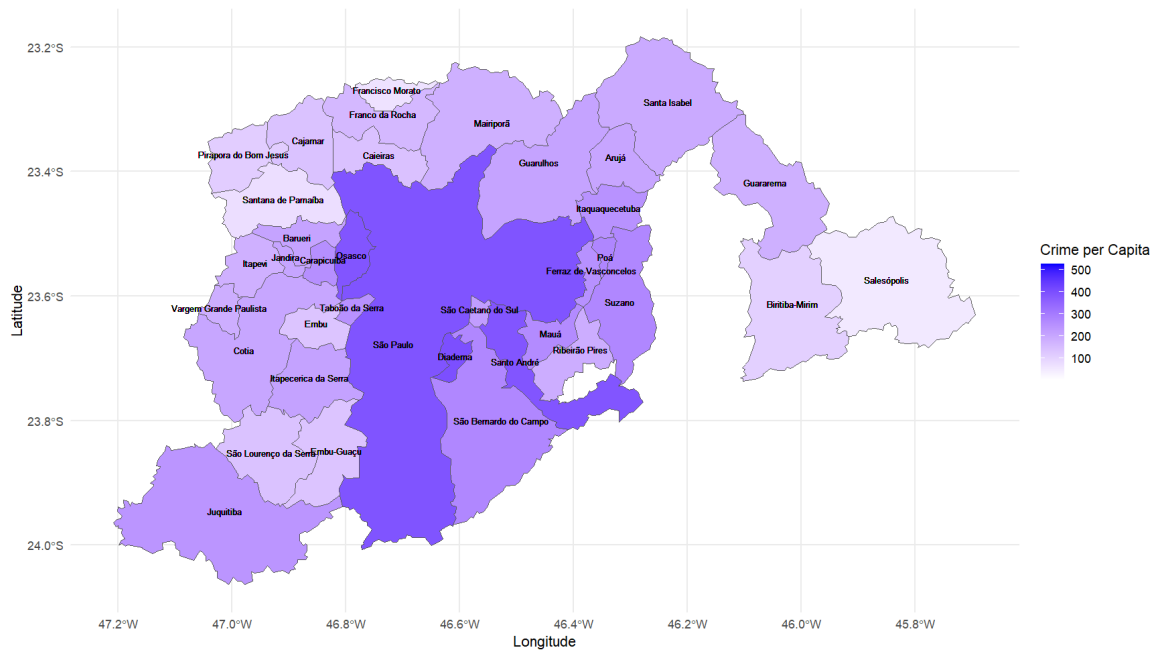 23.2°S
23.4°S
23.6°S
23.8°S
24.0°S
Latitude
Francisco Morato
Santa Isabel
Franco da Rocha
Mairiporã
Cajamar
Pirapora do Bom Jesus
Caieiras
Guarulhos
Arujá
Guararema
Santana de Parnaíba
Itaquaquecetuba
Barueri
Itapevi
Jandira
Carapicuíba
Osasco
Poá
Ferraz de Vasconcelos
Salesópolis
Vargem Grande Paulista
Taboão da Serra
São Caetano do Sul
Suzano
Biritiba-Mirim
Embu
Mauá
Cotia
São Paulo
Ribeirão Pires
Diadema
Santo André
Itapecerica da Serra
São Bernardo do Campo
São Lourenço da Serra
Embu-Guaçu
Juquitiba
47.2°W 47.0°W 46.8°W 46.6°W 46.4°W 46.2°W 46.0°W 45.8°W
Longitude
Crime per Capita
500
400
300
200
100